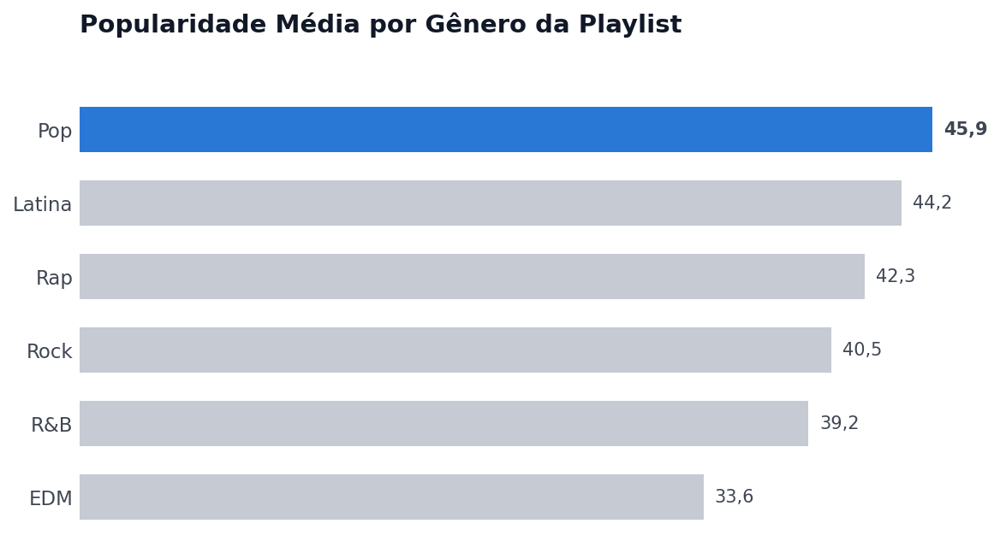 Popularidade Média por Gênero da Playlist
Pop 45,9
Latina 44,2
Rap 42,3
Rock 40,5
R&B 39,2
EDM 33,6